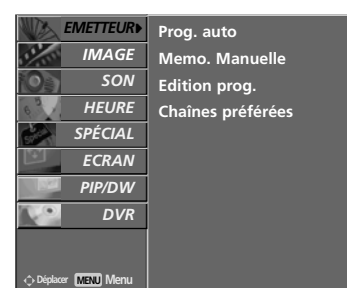 EMETTEUR
IMAGE
SON
HEURE
SPÉCIAL
ECRAN
PIP/DW
DVR
Déplacer MENU Menu
Prog. auto
Memo. Manuelle
Edition prog.
Chaînes préférées